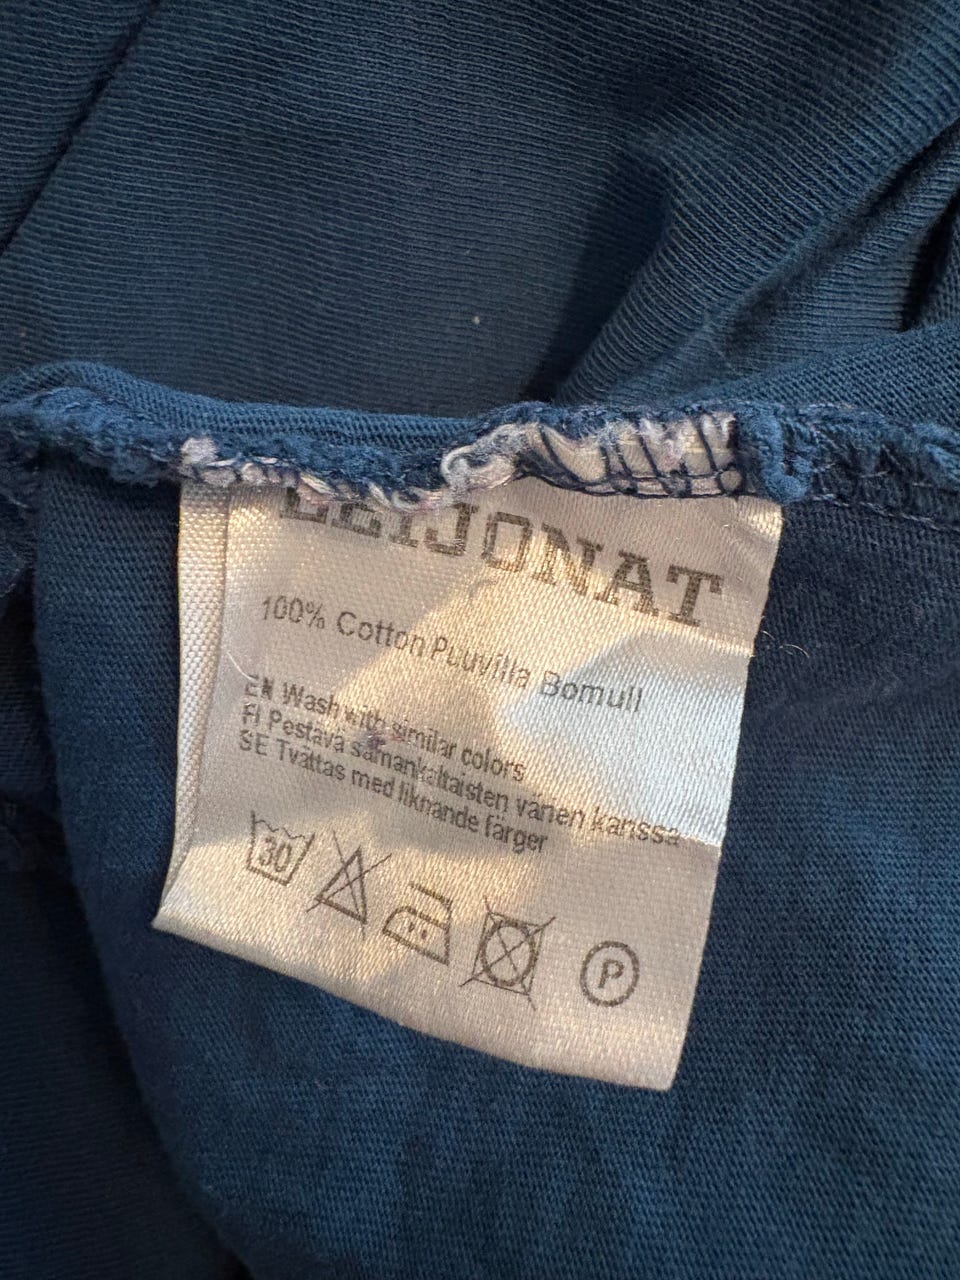 LEIJONAT
100% Cotton Puuvilla Bomull
EN Wash with similar colors
FI Pestävä samankaltaisten värien kanssa
SE Tvättas med liknande färger
30
P